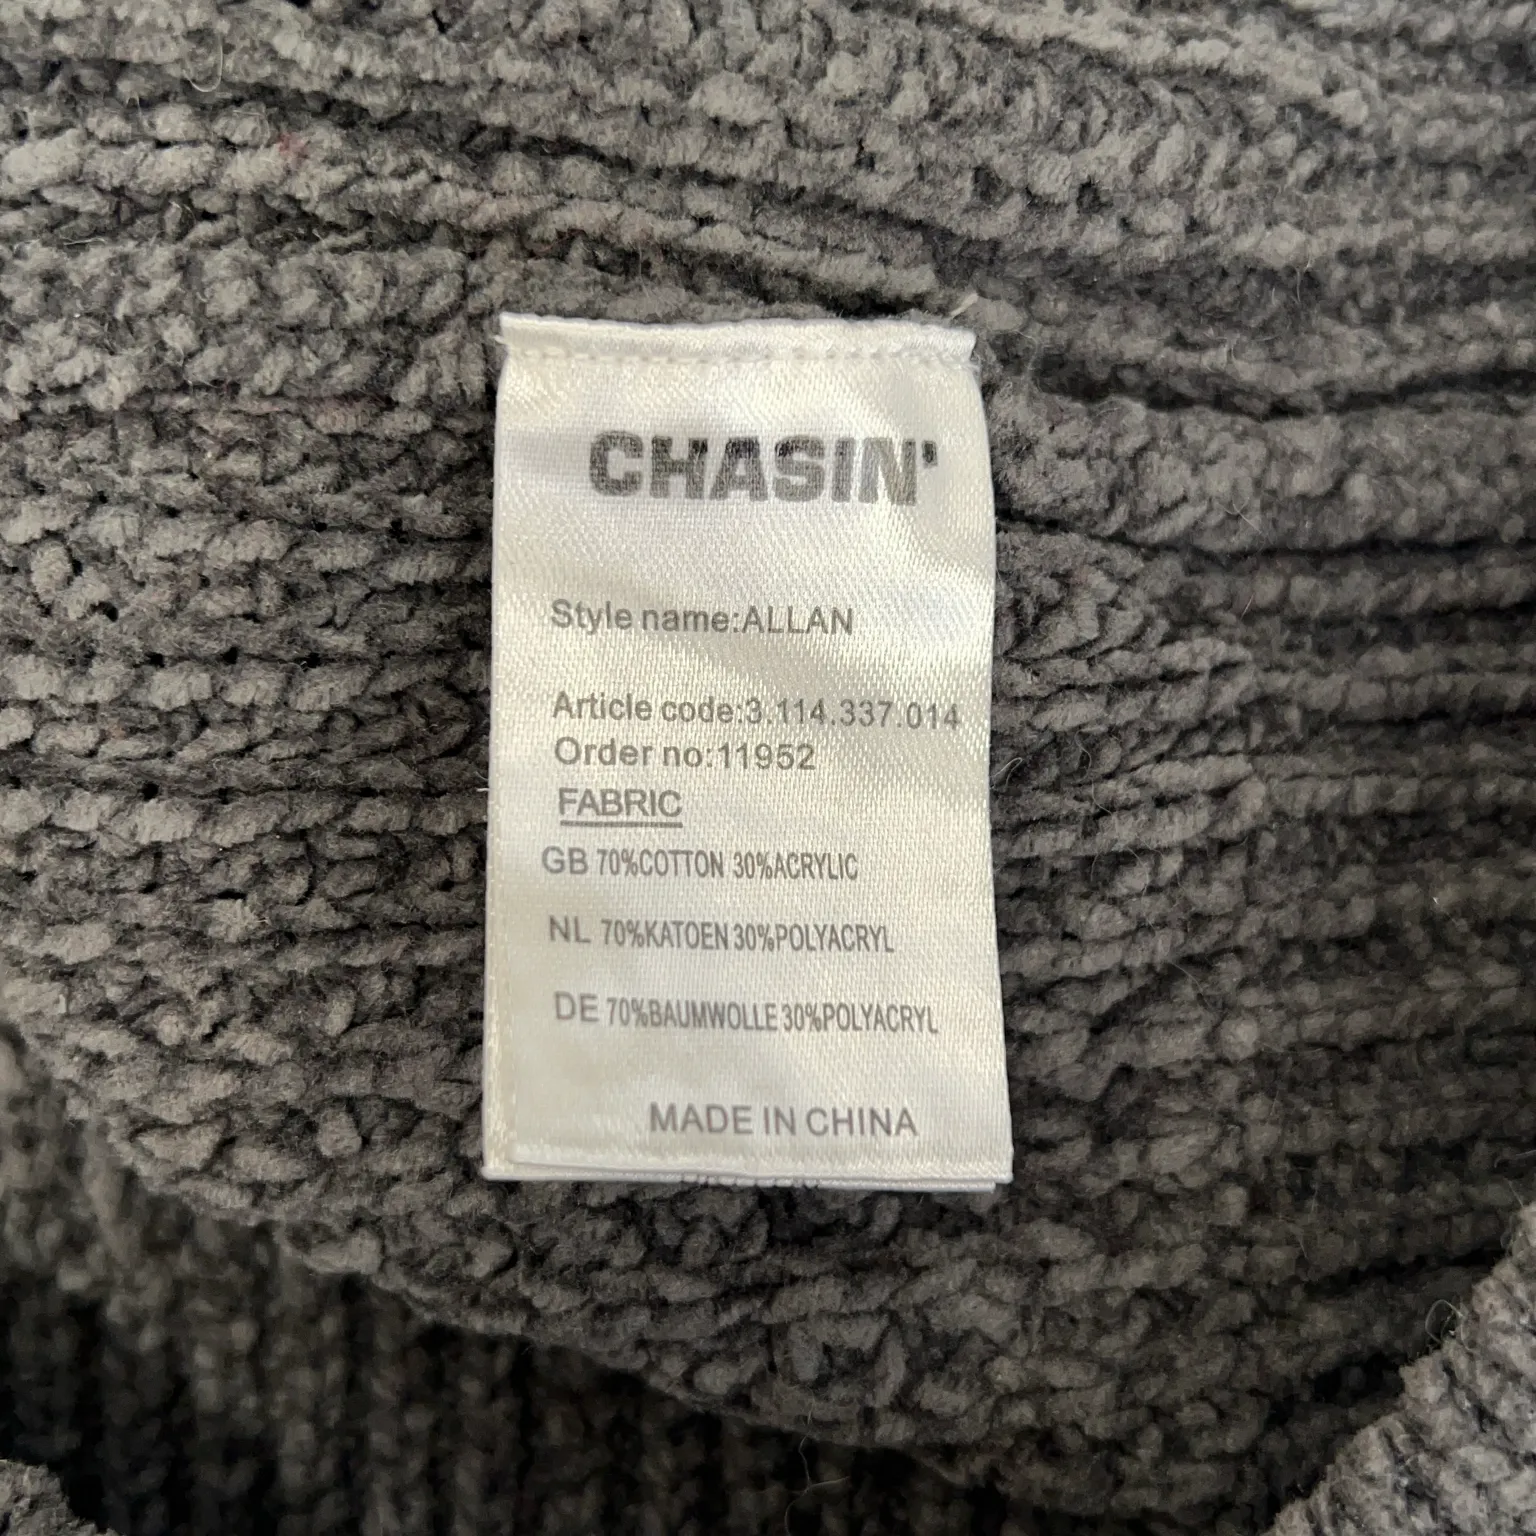 CHASIN'
Style name:ALLAN
Article code:3.114.337.014
Order no:11952
FABRIC
GB 70%COTTON 30%ACRYLIC
NL 70%KATOEN 30%POLYACRYL
DE 70%BAUMWOLLE 30%POLYACRYL
MADE IN CHINA